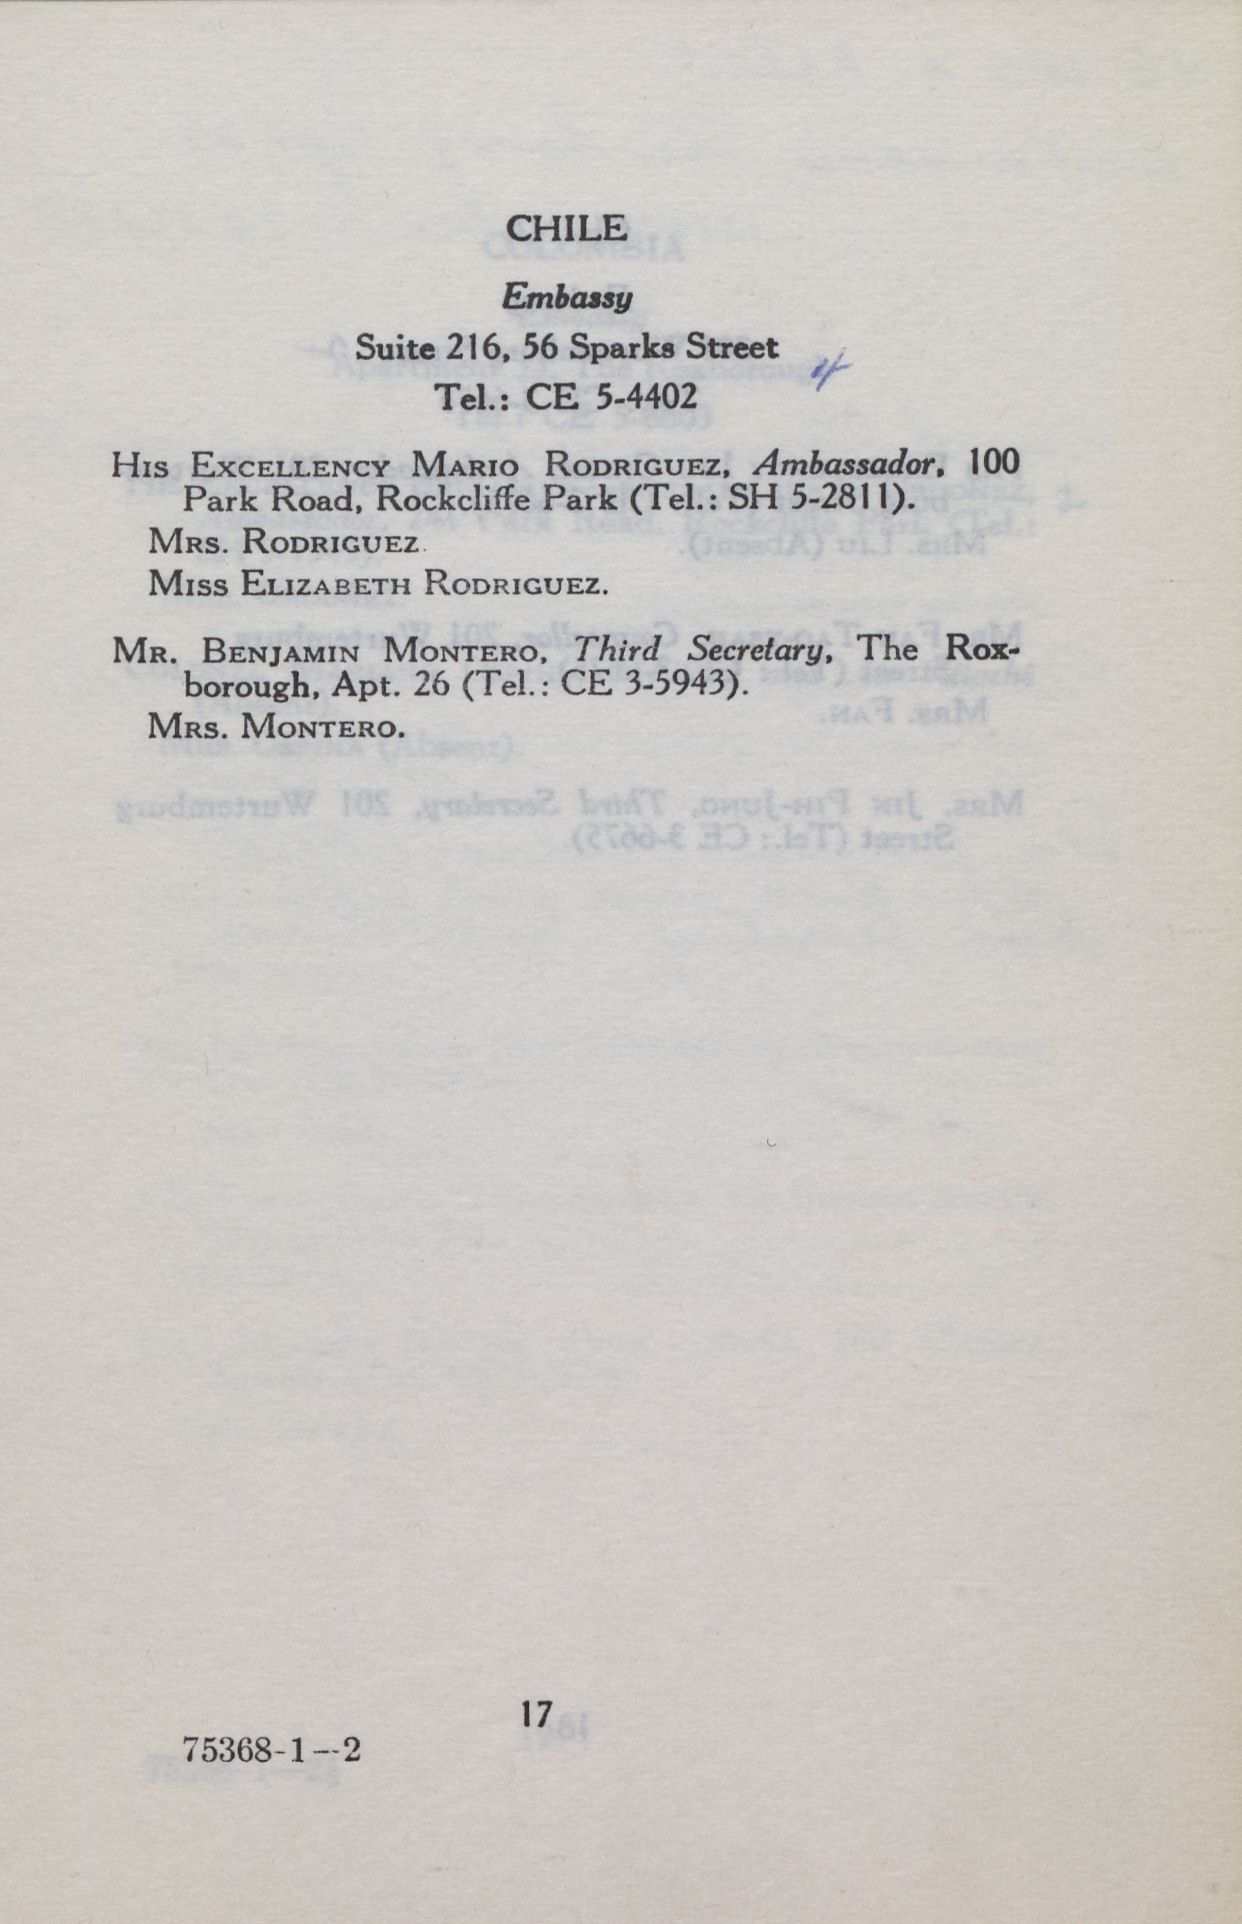 CHILE
Embassy
Suite 216, 56 Sparks Street
4
Tel.: CE 5-4402
HIS EXCELLENCY MARIO RODRIGUEZ, Ambassador, 100
Park Road, Rockcliffe Park (Tel.: SH 5-2811).
MRS. RODRIGUEZ.
MISS ELIZABETH RODRIGUEZ.
MR. BENJAMIN MONTERO, Third Secretary, The Rox-
borough, Apt. 26 (Tel.: CE 3-5943).
MRS. MONTERO.
17
75368-1—2